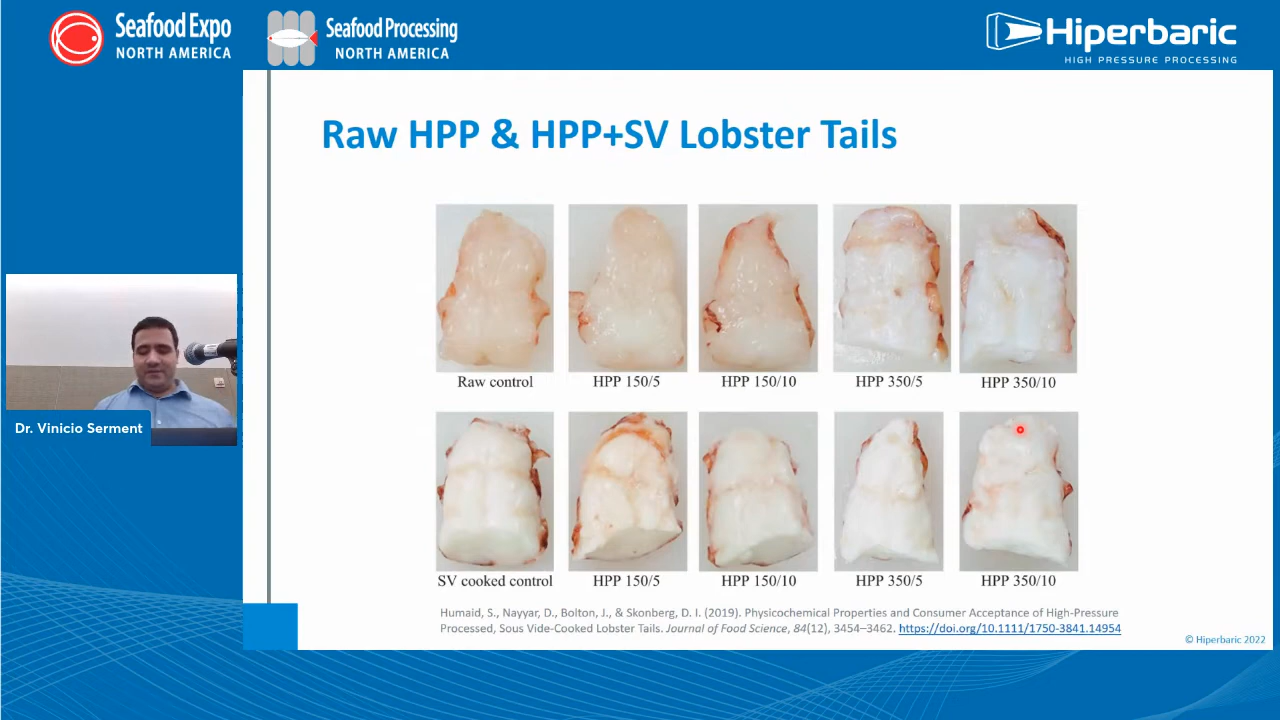 Seafood Expo
NORTH AMERICA
Seafood Processing
NORTH AMERICA
Hiperbaric
HIGH PRESSURE PROCESSING
Raw HPP & HPP+SV Lobster Tails
Raw control
HPP 150/5
HPP 150/10
HPP 350/5
HPP 350/10
SV cooked control
HPP 150/5
HPP 150/10
HPP 350/5
HPP 350/10
Dr. Vinicio Serment
Humaid, S., Nayyar, D., Bolton, J., & Skonberg, D. I. (2019). Physicochemical Properties and Consumer Acceptance of High-Pressure
Processed, Sous Vide-Cooked Lobster Tails. Journal of Food Science, 84(12), 3454–3462. https://doi.org/10.1111/1750-3841.14954
© Hiperbaric 2022